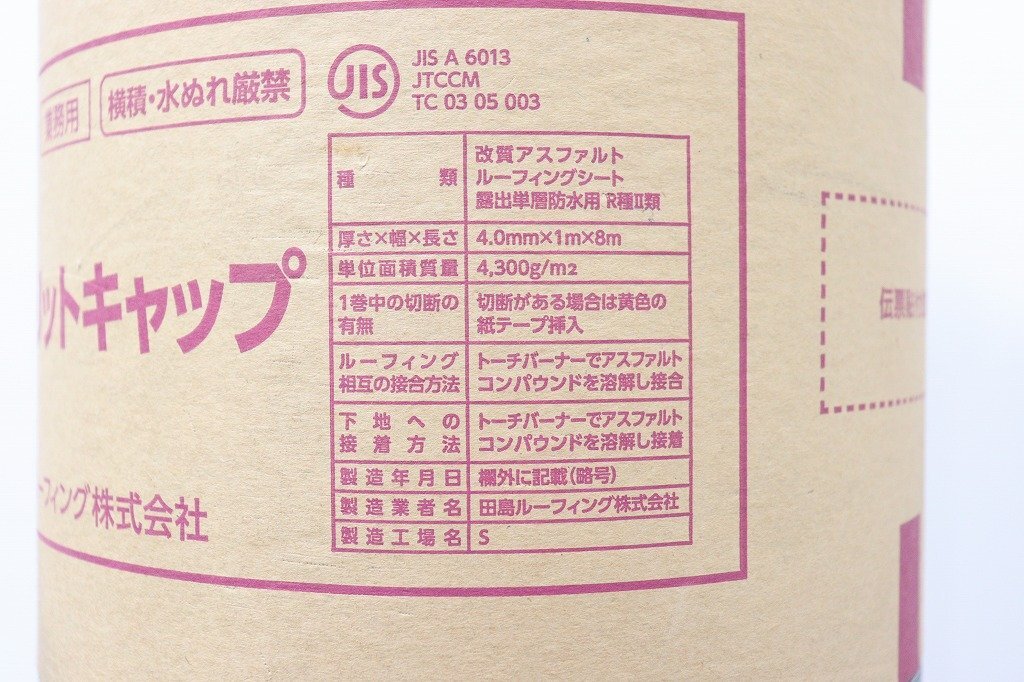 業務用
横積・水ぬれ厳禁
JIS
JIS A 6013
JTCCM
TC 03 05 003
種類
改質アスファルト
ルーフィングシート
露出単層防水用 R種II類
厚さ×幅×長さ
4.0mm×1m×8m
単位面積質量
4,300g/m2
1巻中の切断の
有無
切断がある場合は黄色の
紙テープ挿入
ルーフィング
相互の接合方法
トーチバーナーでアスファルト
コンパウンドを溶解し接合
下地への
接着方法
トーチバーナーでアスファルト
コンパウンドを溶解し接着
製造年月日
欄外に記載(略号)
製造業者名
田島ルーフィング株式会社
製造工場名
S
ットキャップ
ルーフィング株式会社
伝票貼付